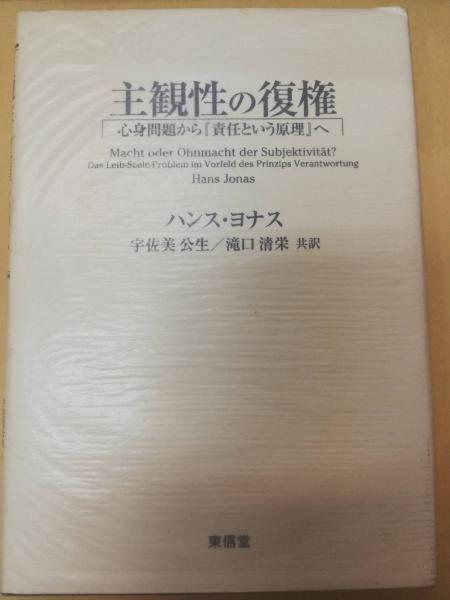 主観性の復権
心身問題から『責任という原理』へ
Macht oder Ohnmacht der Subjektivität?
Das Leib-Seele-Problem im Vorfeld des Prinzips Verantwortung
Hans Jonas
ハンス・ヨナス
宇佐美 公生／滝口 清栄 共訳
東信堂